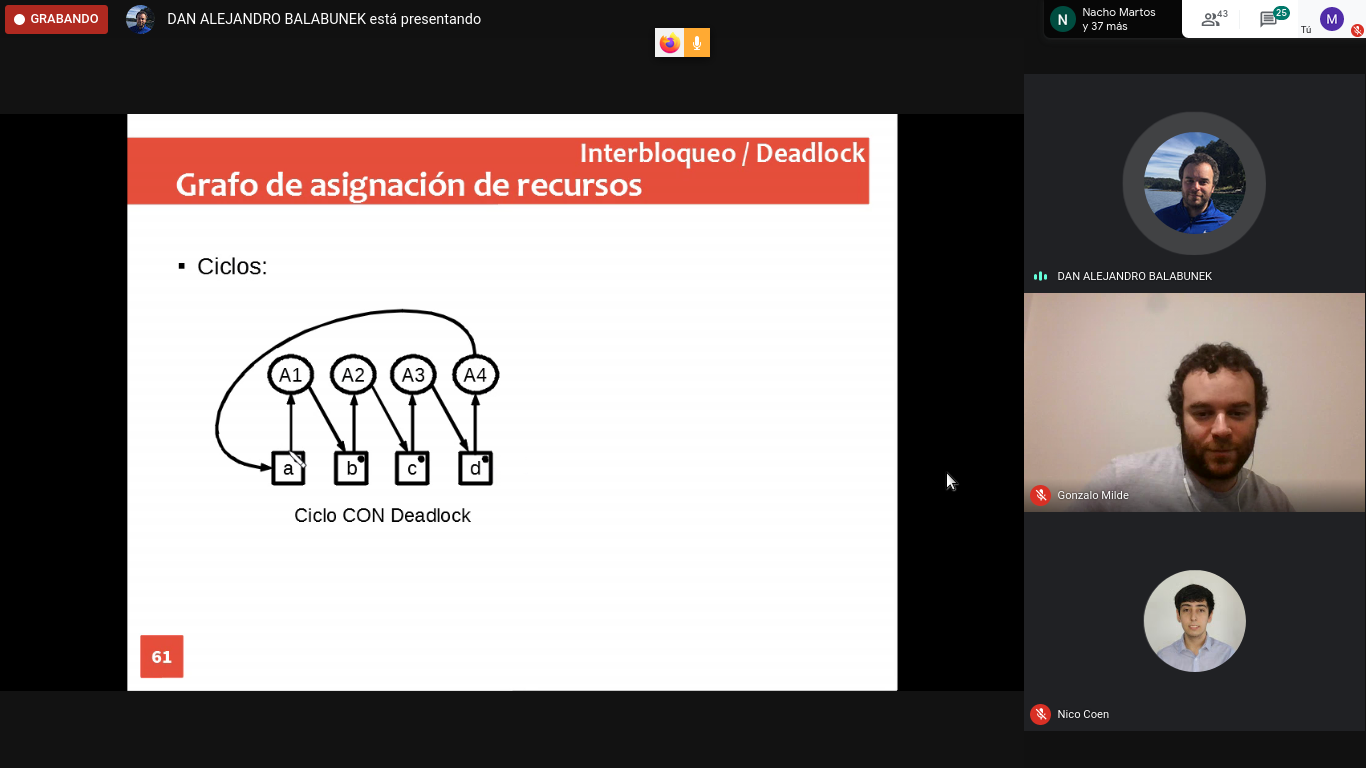 GRABANDO
DAN ALEJANDRO BALABUNEK está presentando
N
Nacho Martos
y 37 más
43
25
Tú
M
Interbloqueo / Deadlock
Grafo de asignación de recursos
Ciclos:
A1 A2 A3 A4
a b c d
Ciclo CON Deadlock
61
DAN ALEJANDRO BALABUNEK
Gonzalo Milde
Nico Coen